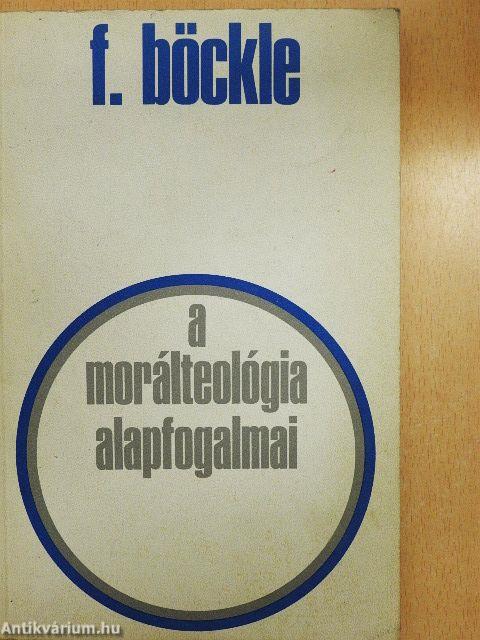 f. böckle
a
morálteológia
alapfogalmai
Antikvárium.hu